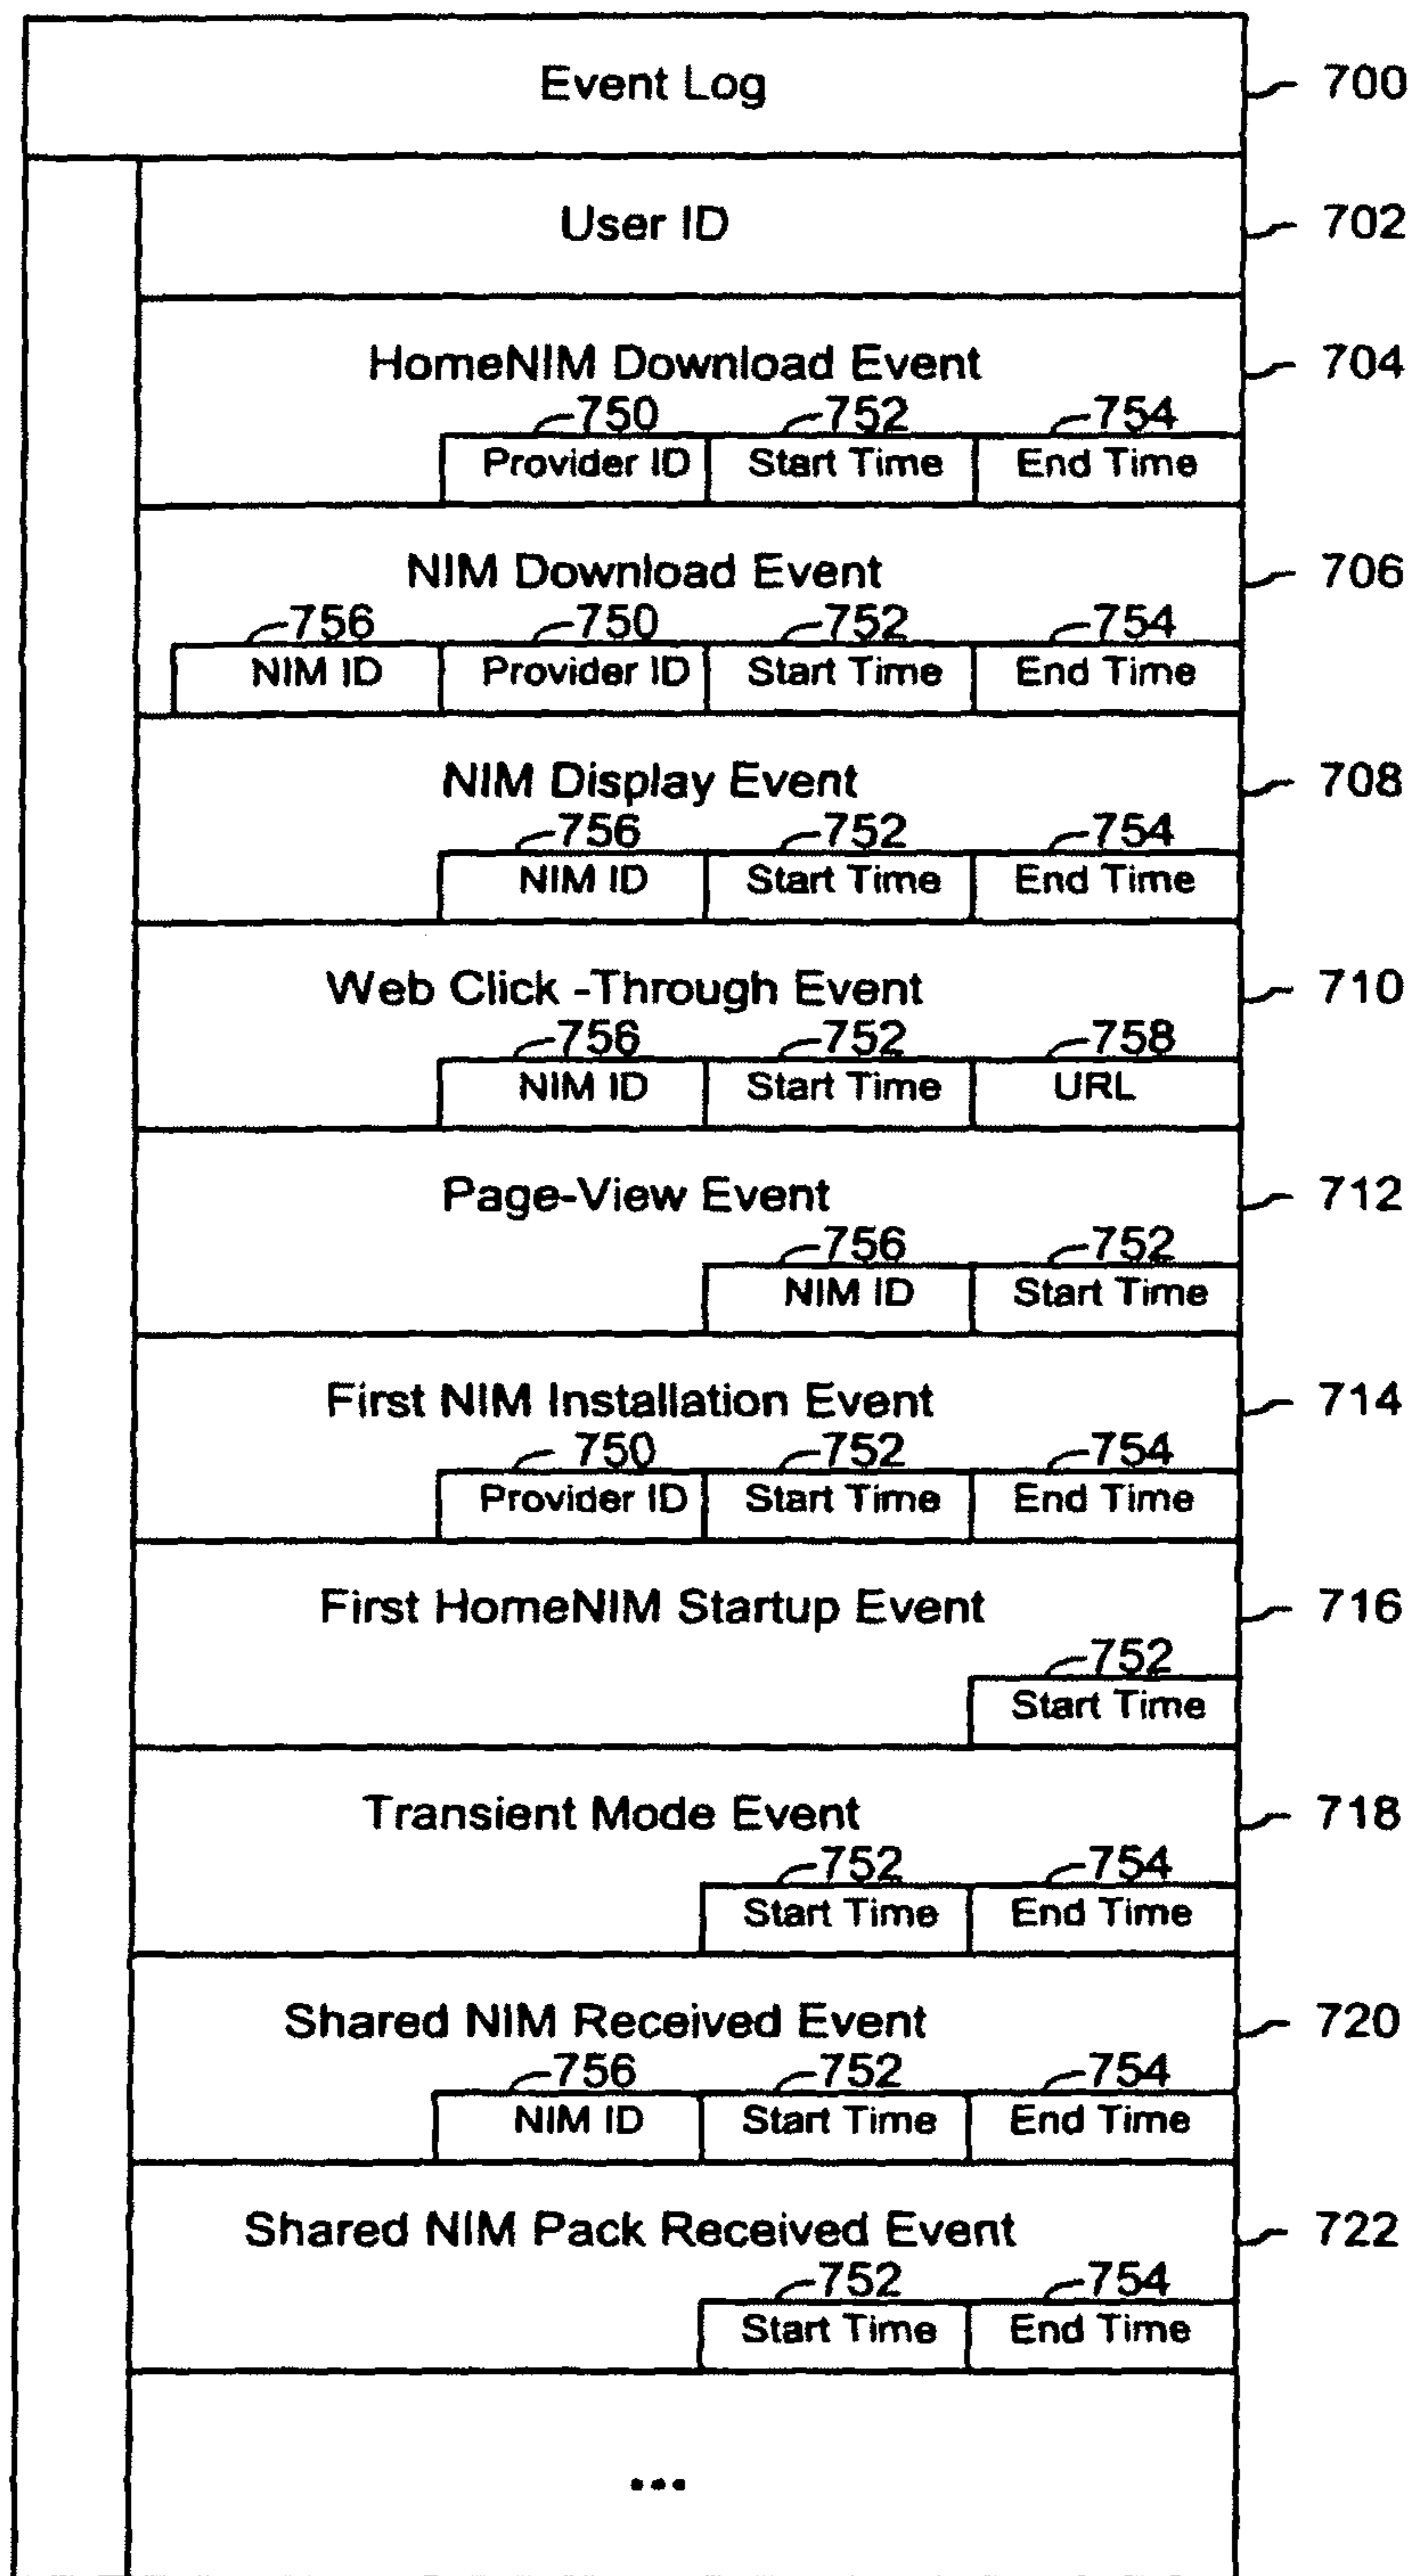 Event Log 700
User ID 702
HomeNIM Download Event 704
750 752 754
Provider ID Start Time End Time
NIM Download Event 706
756 750 752 754
NIM ID Provider ID Start Time End Time
NIM Display Event 708
756 752 754
NIM ID Start Time End Time
Web Click -Through Event 710
756 752 758
NIM ID Start Time URL
Page-View Event 712
756 752
NIM ID Start Time
First NIM Installation Event 714
750 752 754
Provider ID Start Time End Time
First HomeNIM Startup Event 716
752
Start Time
Transient Mode Event 718
752 754
Start Time End Time
Shared NIM Received Event 720
756 752 754
NIM ID Start Time End Time
Shared NIM Pack Received Event 722
752 754
Start Time End Time
...